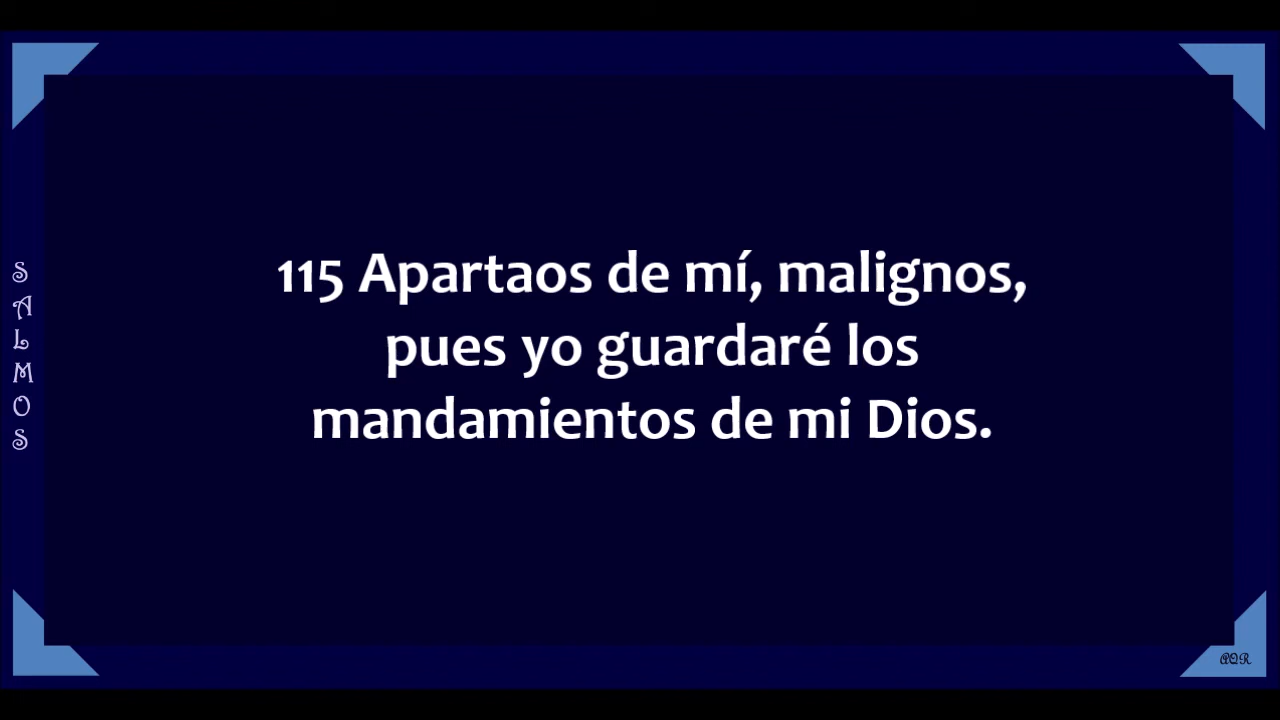 SALMOS
115 Apartaos de mí, malignos,
pues yo guardaré los
mandamientos de mi Dios.